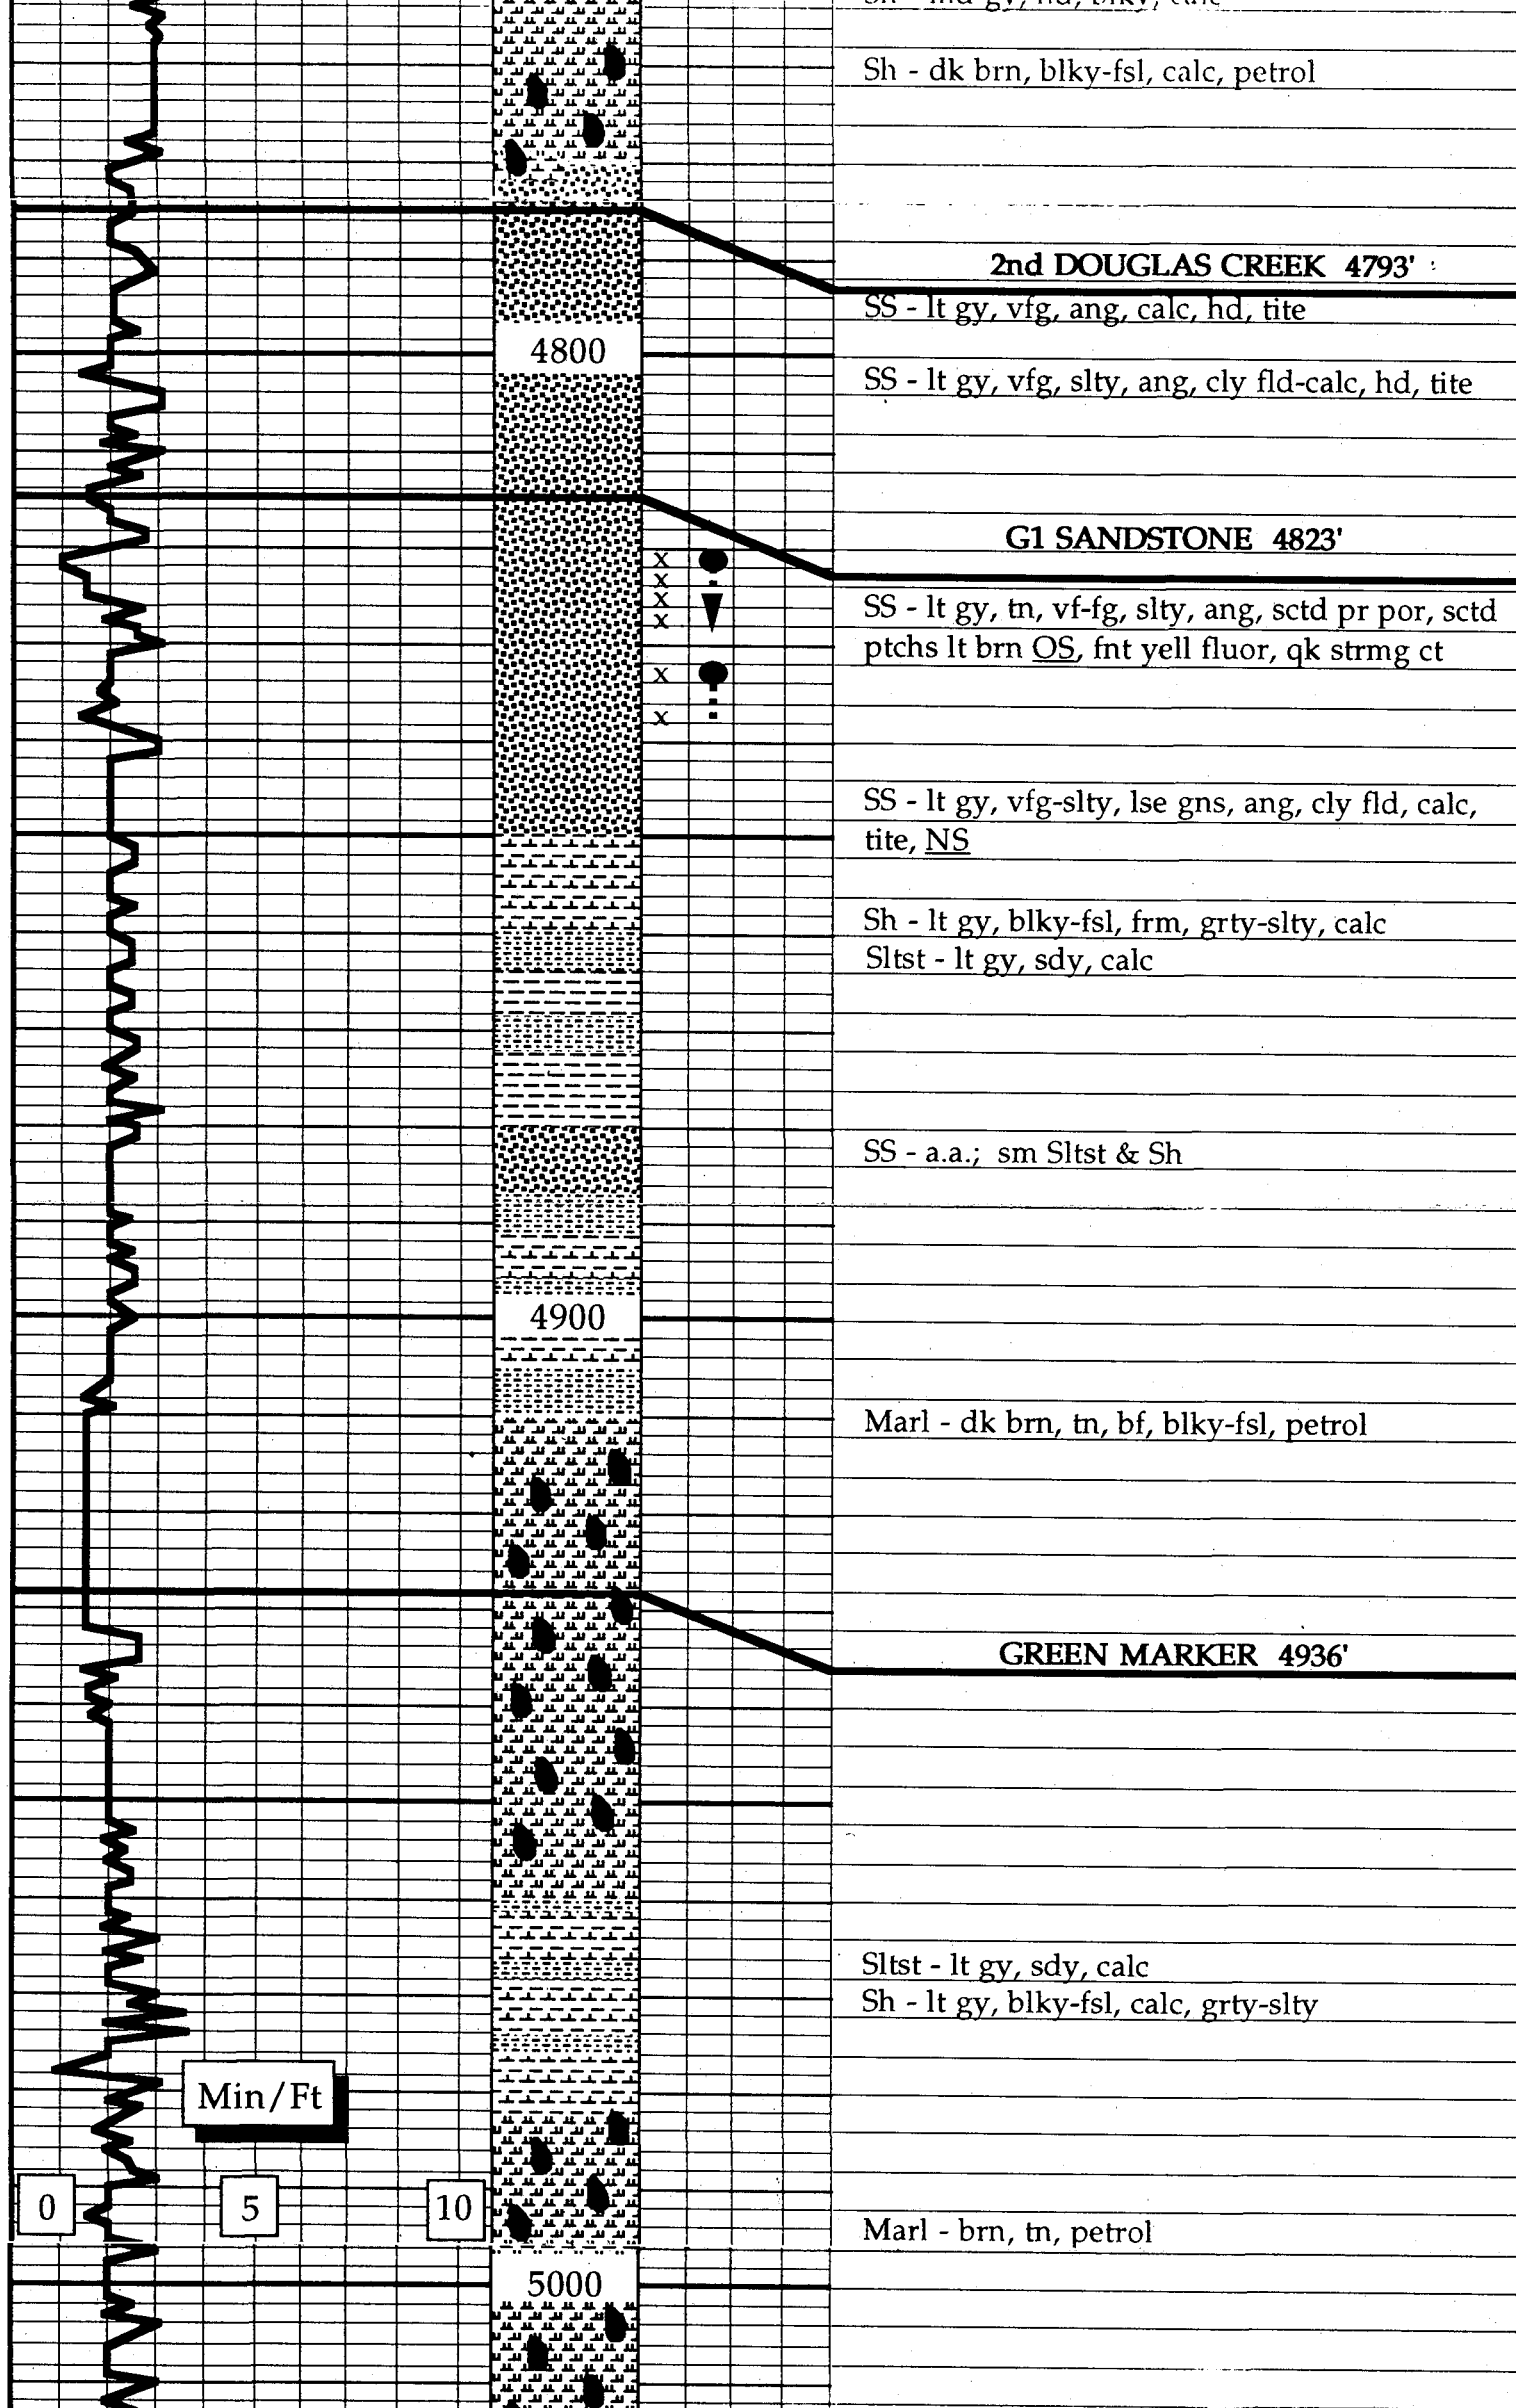 Sh - dk brn, blky-fsl, calc, petrol
2nd DOUGLAS CREEK 4793'
SS - lt gy, vfg, ang, calc, hd, tite
4800
SS - lt gy, vfg, slty, ang, cly fld-calc, hd, tite
G1 SANDSTONE 4823'
x
x
x
x
SS - lt gy, tn, vf-fg, slty, ang, sctd pr por, sctd
ptchs lt brn OS, fnt yell fluor, qk strmg ct
x
x
SS - lt gy, vfg-slty, lse gns, ang, cly fld, calc,
tite, NS
Sh - lt gy, blky-fsl, frm, grty-slty, calc
Sltst - lt gy, sdy, calc
SS - a.a.; sm Sltst & Sh
4900
Marl - dk brn, tn, bf, blky-fsl, petrol
GREEN MARKER 4936'
Sltst - lt gy, sdy, calc
Sh - lt gy, blky-fsl, calc, grty-slty
Min/Ft
0 5 10
Marl - brn, tn, petrol
5000